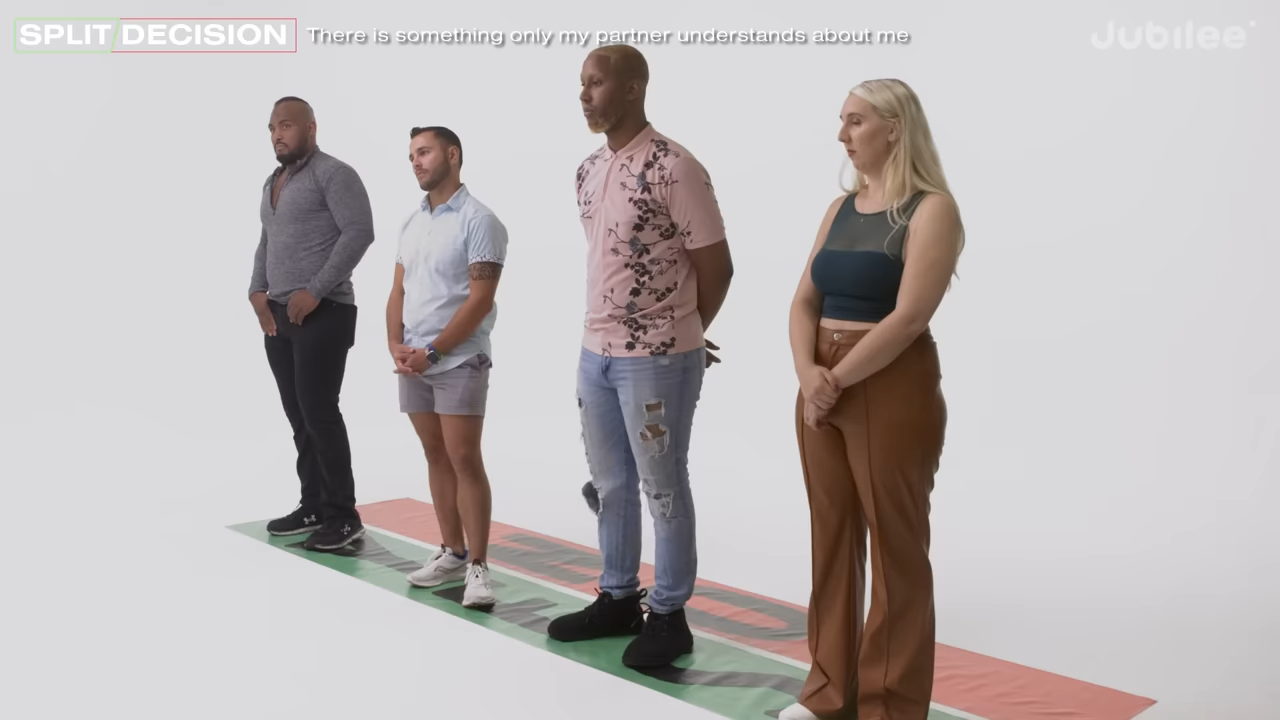 SPLIT DECISION
There is something only my partner understands about me
Jubilee